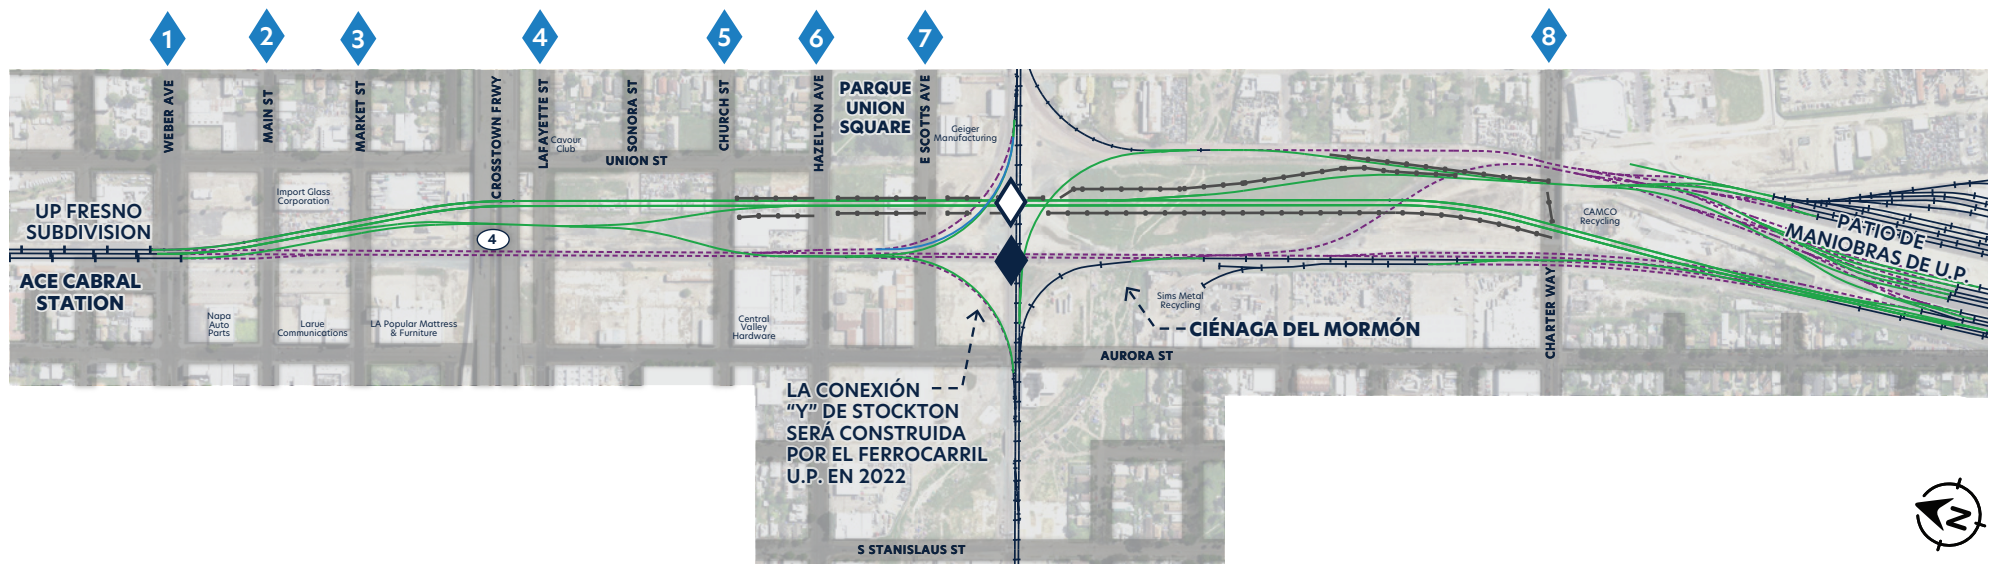 1
2
3
4
5
6
7
8
WEBER AVE
MAIN ST
MARKET ST
CROSSTOWN FRWY
LAFAYETTE ST
SONORA ST
CHURCH ST
HAZELTON AVE
E SCOTTS AVE
PARQUE
UNION
SQUARE
Geiger
Manufacturing
Cavour
Club
UNION ST
Import Glass
Corporation
UP FRESNO
SUBDIVISION
4
ACE CABRAL
STATION
Napa
Auto
Parts
Larue
Communications
LA Popular Mattress
& Furniture
Central
Valley
Hardware
Sims Metal
Recycling
CIÉNAGA DEL MORMÓN
CHARTER WAY
CAMCO
Recycling
PATIO DE
MANIOBRAS DE U.P.
AURORA ST
LA CONEXIÓN
“Y” DE STOCKTON
SERÁ CONSTRUIDA
POR EL FERROCARRIL
U.P. EN 2022
S STANISLAUS ST
N